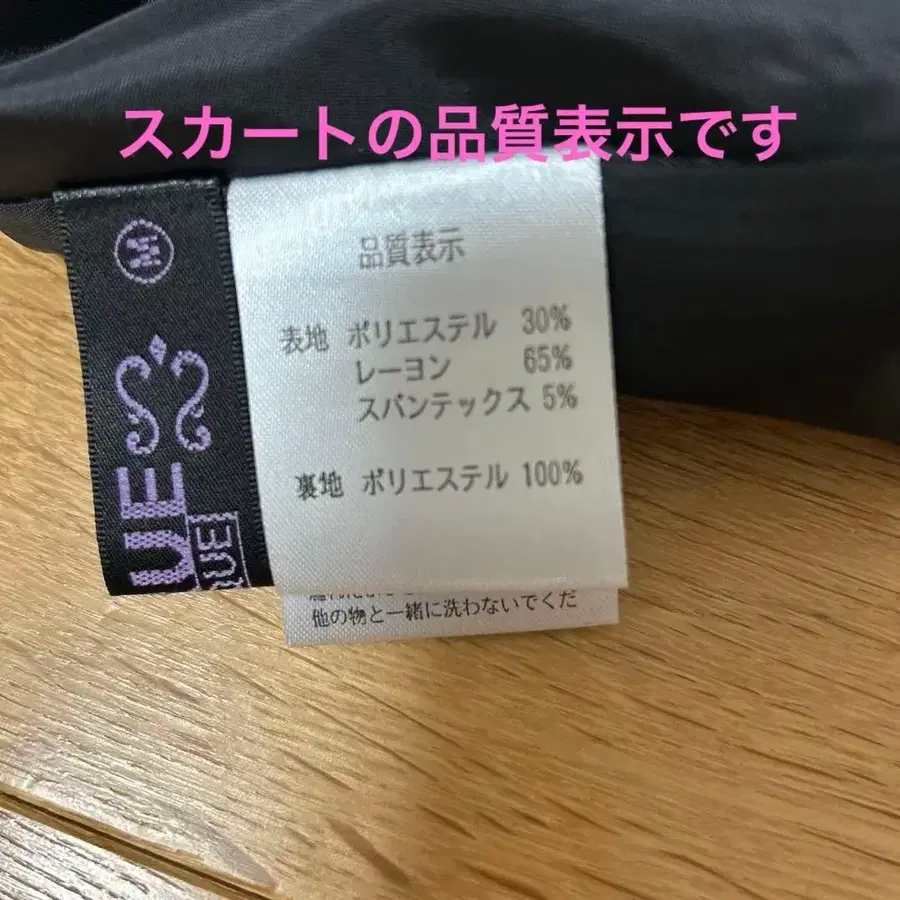 スカートの品質表示です
M
UE
QUE
品質表示
表地 ポリエステル 30%
レーヨン 65%
スパンテックス 5%
裏地 ポリエステル 100%
他の物と一緒に洗わないでくだ